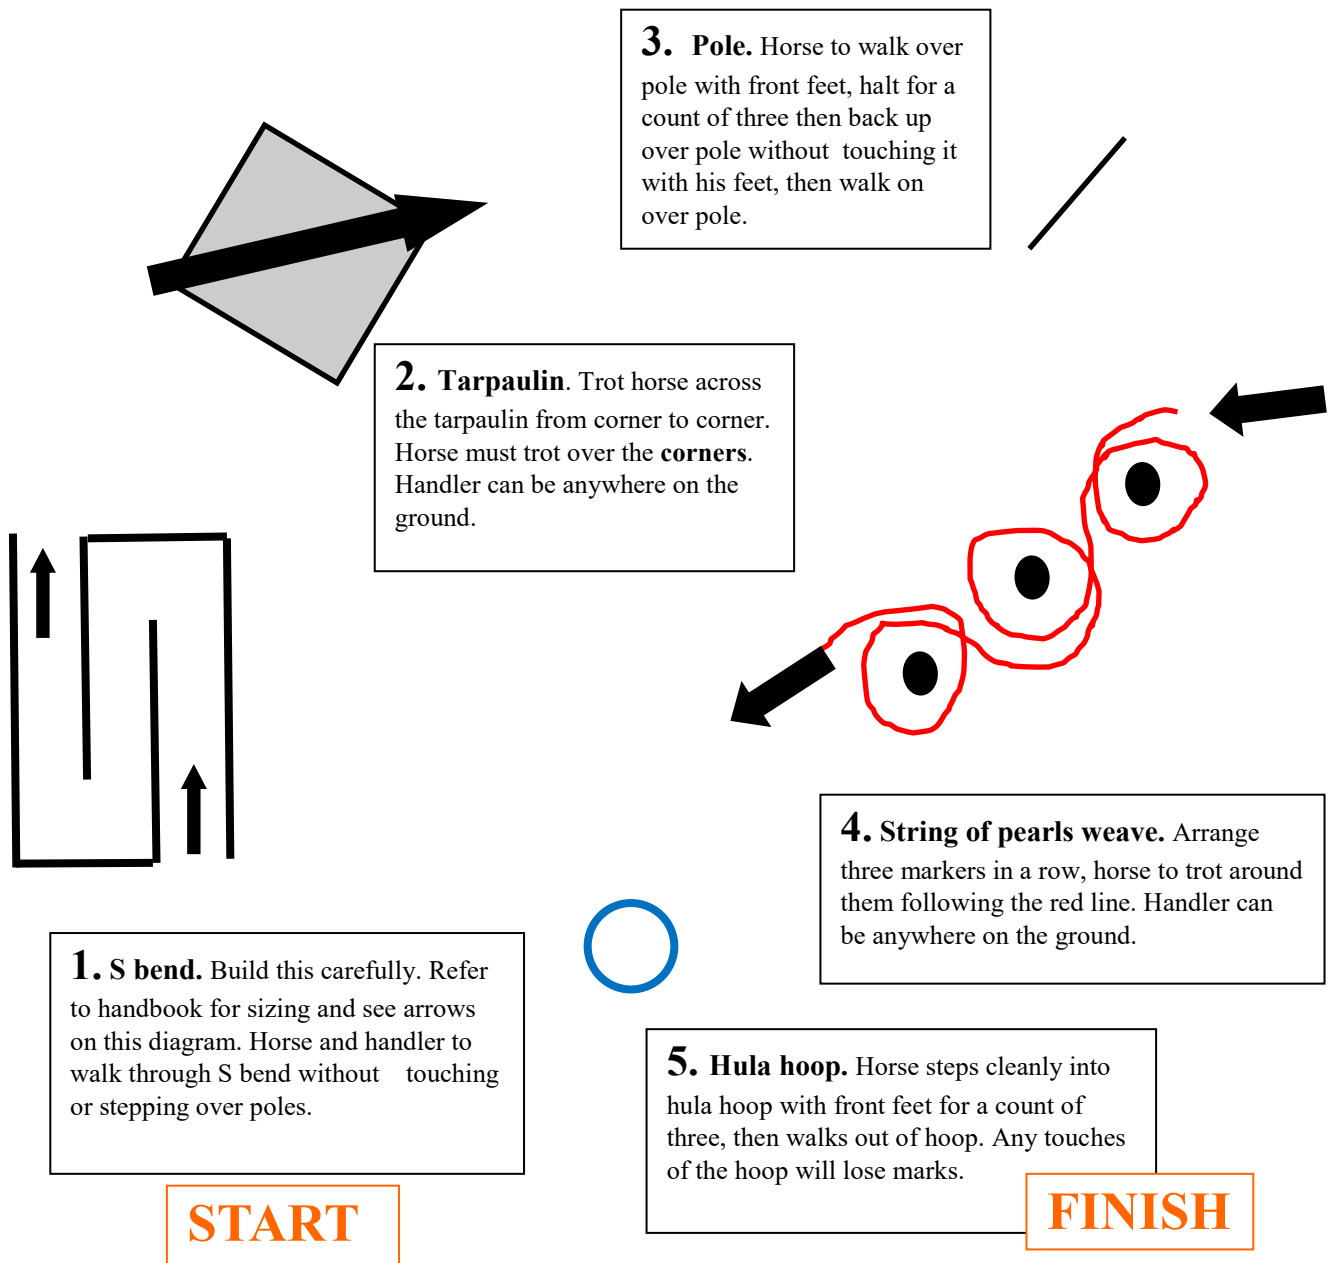 3. Pole. Horse to walk over
pole with front feet, halt for a
count of three then back up
over pole without touching it
with his feet, then walk on
over pole.
2. Tarpaulin. Trot horse across
the tarpaulin from corner to corner.
Horse must trot over the corners.
Handler can be anywhere on the
ground.
4. String of pearls weave. Arrange
three markers in a row, horse to trot around
them following the red line. Handler can
be anywhere on the ground.
1. S bend. Build this carefully. Refer
to handbook for sizing and see arrows
on this diagram. Horse and handler to
walk through S bend without touching
or stepping over poles.
5. Hula hoop. Horse steps cleanly into
hula hoop with front feet for a count of
three, then walks out of hoop. Any touches
of the hoop will lose marks.
START
FINISH